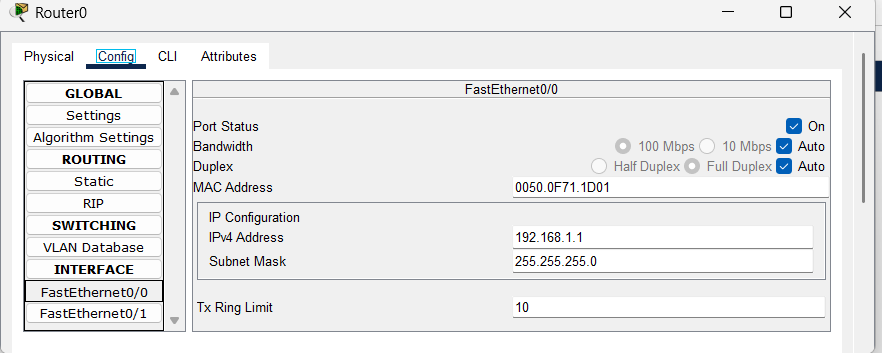 Router0
Physical Config CLI Attributes
GLOBAL
Settings
Algorithm Settings
ROUTING
Static
RIP
SWITCHING
VLAN Database
INTERFACE
FastEthernet0/0
FastEthernet0/1
FastEthernet0/0
Port Status On
Bandwidth 100 Mbps 10 Mbps Auto
Duplex Half Duplex Full Duplex Auto
MAC Address 0050.0F71.1D01
IP Configuration
IPv4 Address 192.168.1.1
Subnet Mask 255.255.255.0
Tx Ring Limit 10